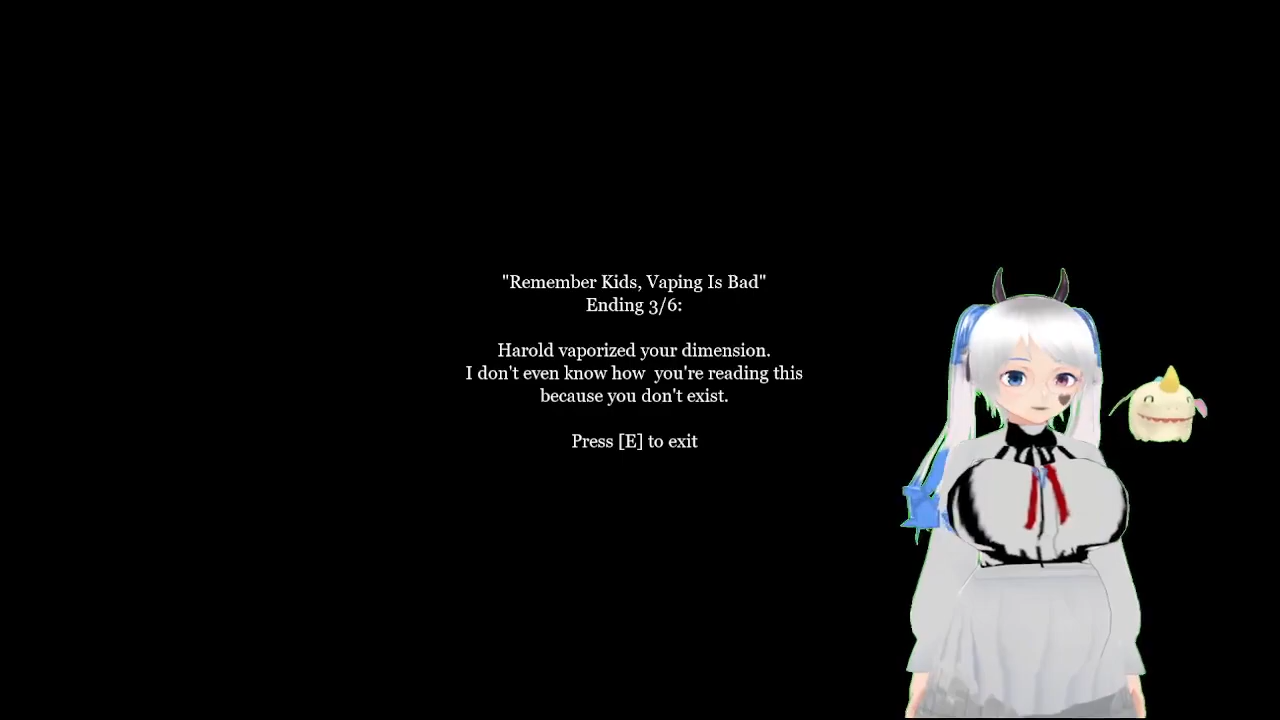 "Remember Kids, Vaping Is Bad"
Ending 3/6:
Harold vaporized your dimension.
I don't even know how  you're reading this
because you don't exist.
Press [E] to exit